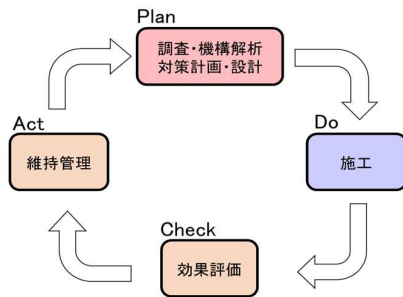 Plan
調査・機構解析
対策計画・設計
Act
維持管理
Do
施工
Check
効果評価